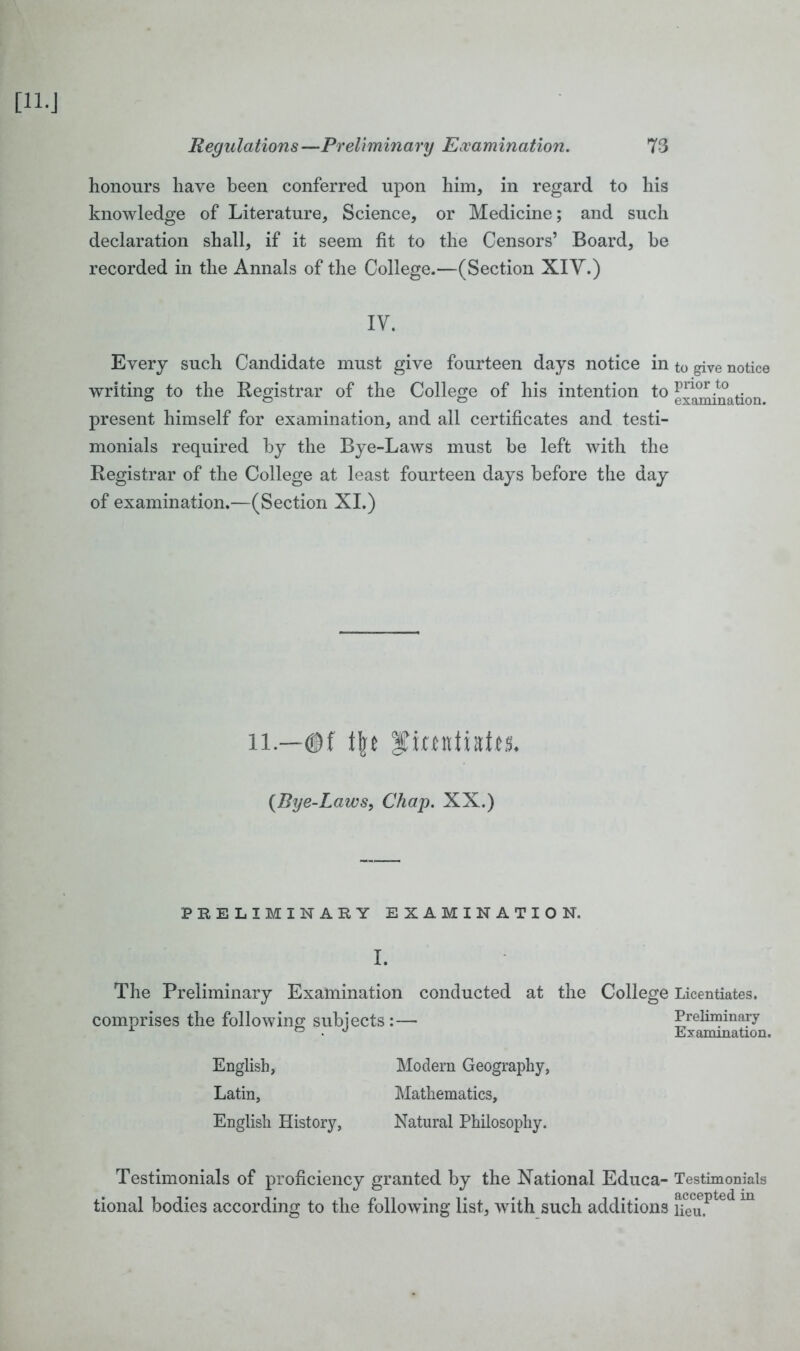 [11.]
Regulations—Preliminary Examination. 73
honours have been conferred upon him, in regard to his
knowledge of Literature, Science, or Medicine; and such
declaration shall, if it seem fit to the Censors’ Board, be
recorded in the Annals of the College.—(Section XIV.)
IV.
Every such Candidate must give fourteen days notice in
writing to the Registrar of the College of his intention to
present himself for examination, and all certificates and testi-
monials required by the Bye-Laws must be left with the
Registrar of the College at least fourteen days before the day
of examination.—(Section XI.)
to give notice
prior to
examination.
11.—Of the Licentiates.
(Bye-Laws, Chap. XX.)
PRELIMINARY EXAMINATION.
I.
The Preliminary Examination conducted at the College
comprises the following subjects:—
Licentiates.
Preliminary
Examination.
English, Modern Geography,
Latin, Mathematics,
English History, Natural Philosophy.
Testimonials of proficiency granted by the National Educa-
tional bodies according to the following list, with such additions
Testimonials
accepted in
lieu.